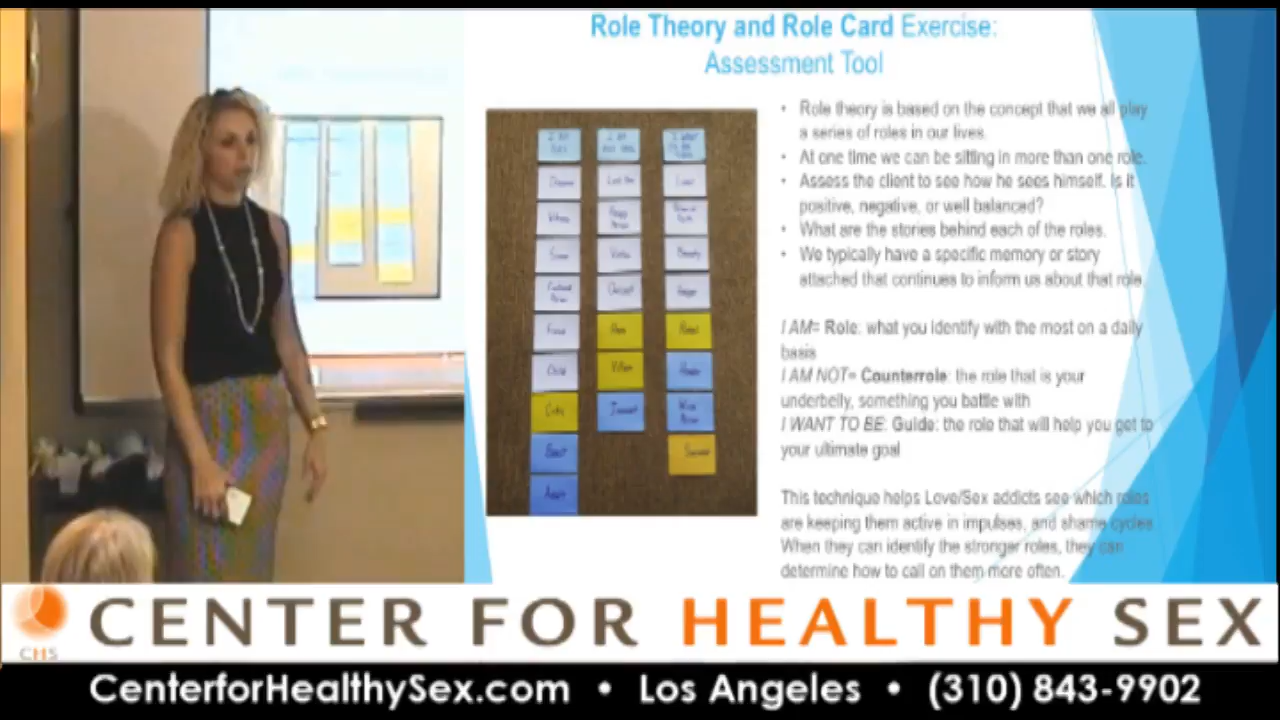 Role Theory and Role Card Exercise:
Assessment Tool
• Role theory is based on the concept that we all play
a series of roles in our lives.
• At one time we can be sitting in more than one role.
• Assess the client to see how he sees himself. Is it
positive, negative, or well balanced?
• What are the stories behind each of the roles.
• We typically have a specific memory or story
attached that continues to inform us about that role.
I AM= Role: what you identify with the most on a daily
basis
I AM NOT= Counterrole: the role that is your
underbelly, something you battle with
I WANT TO BE: Guide: the role that will help you get to
your ultimate goal
This technique helps Love/Sex addicts see which roles
are keeping them active in impulses, and shame cycles.
When they can identify the stronger roles, they can
determine how to call on them more often.
Child
Victim
Innocent
Beauty
CHS
CENTER FOR HEALTHY SEX
CenterforHealthySex.com • Los Angeles • (310) 843-9902